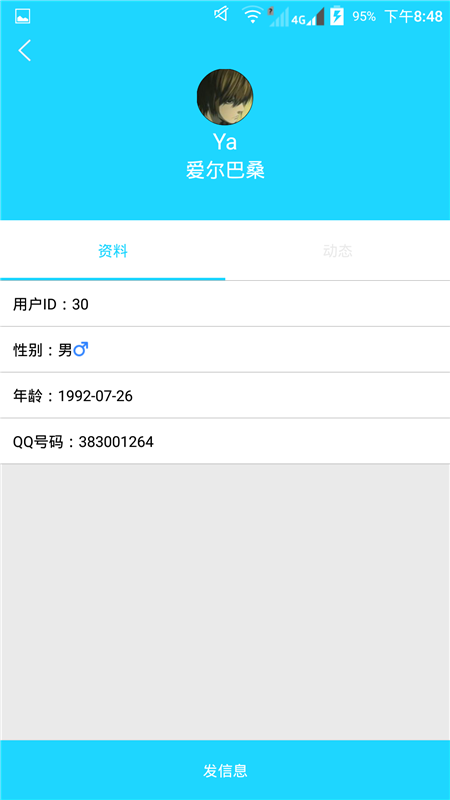 4G 95% 下午8:48
Ya
爱尔巴桑
资料 动态
用户ID：30
性别：男♂
年龄：1992-07-26
QQ号码：383001264
发信息